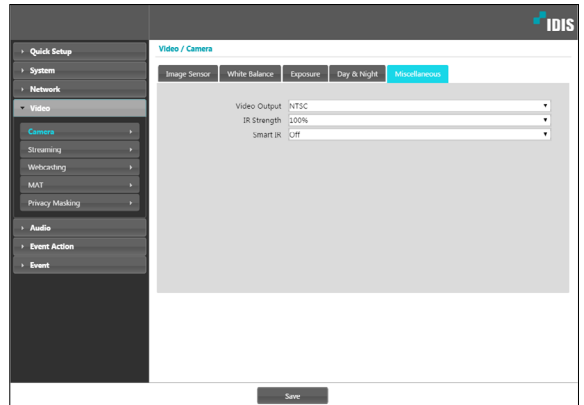 IDIS
Quick Setup
System
Network
Video
Camera
Streaming
Webcasting
MAT
Privacy Masking
Audio
Event Action
Event
Video / Camera
Image Sensor White Balance Exposure Day & Night Miscellaneous
Video Output NTSC
IR Strength 100%
Smart IR Off
Save